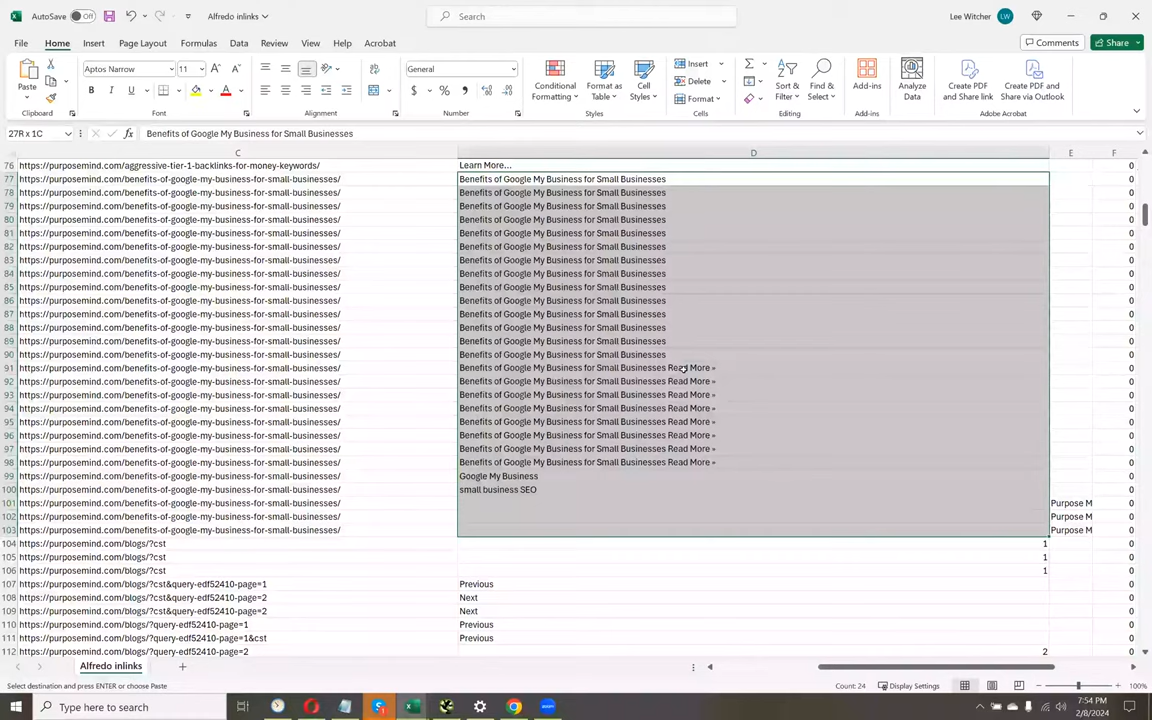 AutoSave Off Alfredo inlinks Search Lee Witcher LW
File Home Insert Page Layout Formulas Data Review View Help Acrobat Comments Share
Paste Aptos Narrow 11 A A General Conditional Formatting Format as Table Cell Styles Insert Delete Format Sort & Filter Find & Select Add-ins Analyze Data Create PDF and Share link Create PDF and Share via Outlook
B I U A $ % ,
Clipboard Font Alignment Number Styles Cells Editing Add-ins Adobe Acrobat
27R x 1C fx Benefits of Google My Business for Small Businesses
C D E F
76 https://purposemind.com/aggressive-tier-1-backlinks-for-money-keywords/ Learn More... 0
77 https://purposemind.com/benefits-of-google-my-business-for-small-businesses/ Benefits of Google My Business for Small Businesses 0
78 https://purposemind.com/benefits-of-google-my-business-for-small-businesses/ Benefits of Google My Business for Small Businesses 0
79 https://purposemind.com/benefits-of-google-my-business-for-small-businesses/ Benefits of Google My Business for Small Businesses 0
80 https://purposemind.com/benefits-of-google-my-business-for-small-businesses/ Benefits of Google My Business for Small Businesses 0
81 https://purposemind.com/benefits-of-google-my-business-for-small-businesses/ Benefits of Google My Business for Small Businesses 0
82 https://purposemind.com/benefits-of-google-my-business-for-small-businesses/ Benefits of Google My Business for Small Businesses 0
83 https://purposemind.com/benefits-of-google-my-business-for-small-businesses/ Benefits of Google My Business for Small Businesses 0
84 https://purposemind.com/benefits-of-google-my-business-for-small-businesses/ Benefits of Google My Business for Small Businesses 0
85 https://purposemind.com/benefits-of-google-my-business-for-small-businesses/ Benefits of Google My Business for Small Businesses 0
86 https://purposemind.com/benefits-of-google-my-business-for-small-businesses/ Benefits of Google My Business for Small Businesses 0
87 https://purposemind.com/benefits-of-google-my-business-for-small-businesses/ Benefits of Google My Business for Small Businesses 0
88 https://purposemind.com/benefits-of-google-my-business-for-small-businesses/ Benefits of Google My Business for Small Businesses 0
89 https://purposemind.com/benefits-of-google-my-business-for-small-businesses/ Benefits of Google My Business for Small Businesses 0
90 https://purposemind.com/benefits-of-google-my-business-for-small-businesses/ Benefits of Google My Business for Small Businesses 0
91 https://purposemind.com/benefits-of-google-my-business-for-small-businesses/ Benefits of Google My Business for Small Businesses Read More » 0
92 https://purposemind.com/benefits-of-google-my-business-for-small-businesses/ Benefits of Google My Business for Small Businesses Read More » 0
93 https://purposemind.com/benefits-of-google-my-business-for-small-businesses/ Benefits of Google My Business for Small Businesses Read More » 0
94 https://purposemind.com/benefits-of-google-my-business-for-small-businesses/ Benefits of Google My Business for Small Businesses Read More » 0
95 https://purposemind.com/benefits-of-google-my-business-for-small-businesses/ Benefits of Google My Business for Small Businesses Read More » 0
96 https://purposemind.com/benefits-of-google-my-business-for-small-businesses/ Benefits of Google My Business for Small Businesses Read More » 0
97 https://purposemind.com/benefits-of-google-my-business-for-small-businesses/ Benefits of Google My Business for Small Businesses Read More » 0
98 https://purposemind.com/benefits-of-google-my-business-for-small-businesses/ Benefits of Google My Business for Small Businesses Read More » 0
99 https://purposemind.com/benefits-of-google-my-business-for-small-businesses/ Google My Business 0
100 https://purposemind.com/benefits-of-google-my-business-for-small-businesses/ small business SEO 0
101 https://purposemind.com/benefits-of-google-my-business-for-small-businesses/ Purpose M 0
102 https://purposemind.com/benefits-of-google-my-business-for-small-businesses/ Purpose M 0
103 https://purposemind.com/benefits-of-google-my-business-for-small-businesses/ Purpose M 0
104 https://purposemind.com/blogs/?cst 1 0
105 https://purposemind.com/blogs/?cst 1 0
106 https://purposemind.com/blogs/?cst 1 0
107 https://purposemind.com/blogs/?cst&query-edf52410-page=1 Previous 0
108 https://purposemind.com/blogs/?cst&query-edf52410-page=2 Next 0
109 https://purposemind.com/blogs/?cst&query-edf52410-page=2 Next 0
110 https://purposemind.com/blogs/?query-edf52410-page=1 Previous 0
111 https://purposemind.com/blogs/?query-edf52410-page=1&cst Previous 0
112 https://purposemind.com/blogs/?query-edf52410-page=2 2 0
Alfredo inlinks
Select destination and press ENTER or choose Paste Count: 24 Display Settings 100%
Type here to search 7:54 PM
2/8/2024